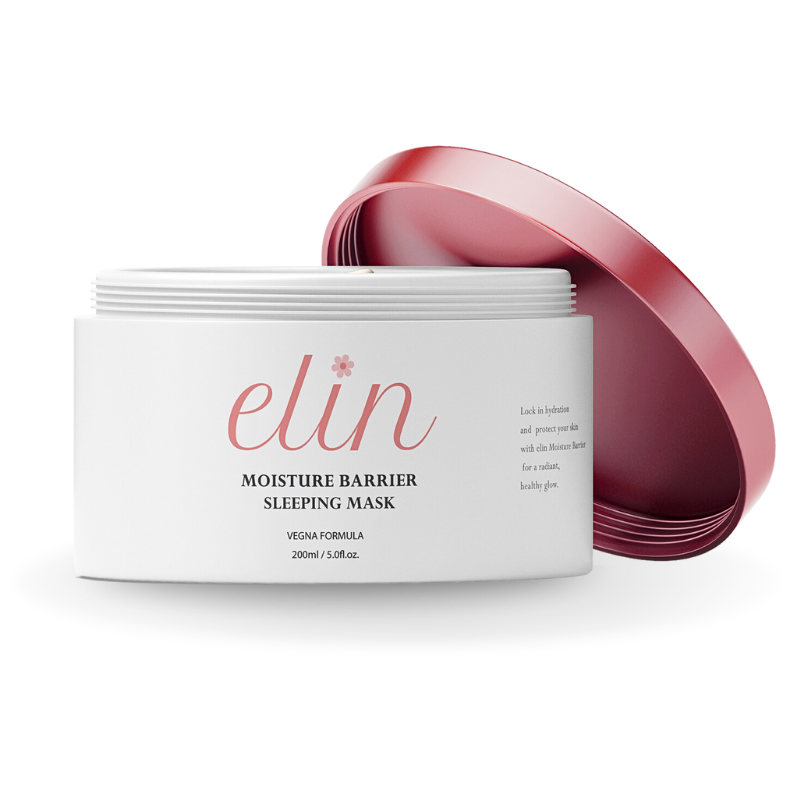 elin
MOISTURE BARRIER
SLEEPING MASK
VEGNA FORMULA
200ml / 5.0fl.oz.
Lock in hydration
and protect your skin
with elin Moisture Barrier
for a radiant,
healthy glow.